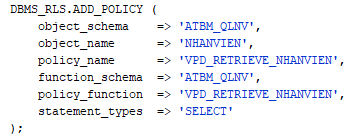 DBMS_RLS.ADD_POLICY (
object_schema => 'ATBM_QLNV',
object_name => 'NHANVIEN',
policy_name => 'VPD_RETRIEVE_NHANVIEN',
function_schema => 'ATBM_QLNV',
policy_function => 'VPD_RETRIEVE_NHANVIEN',
statement_types => 'SELECT'
);